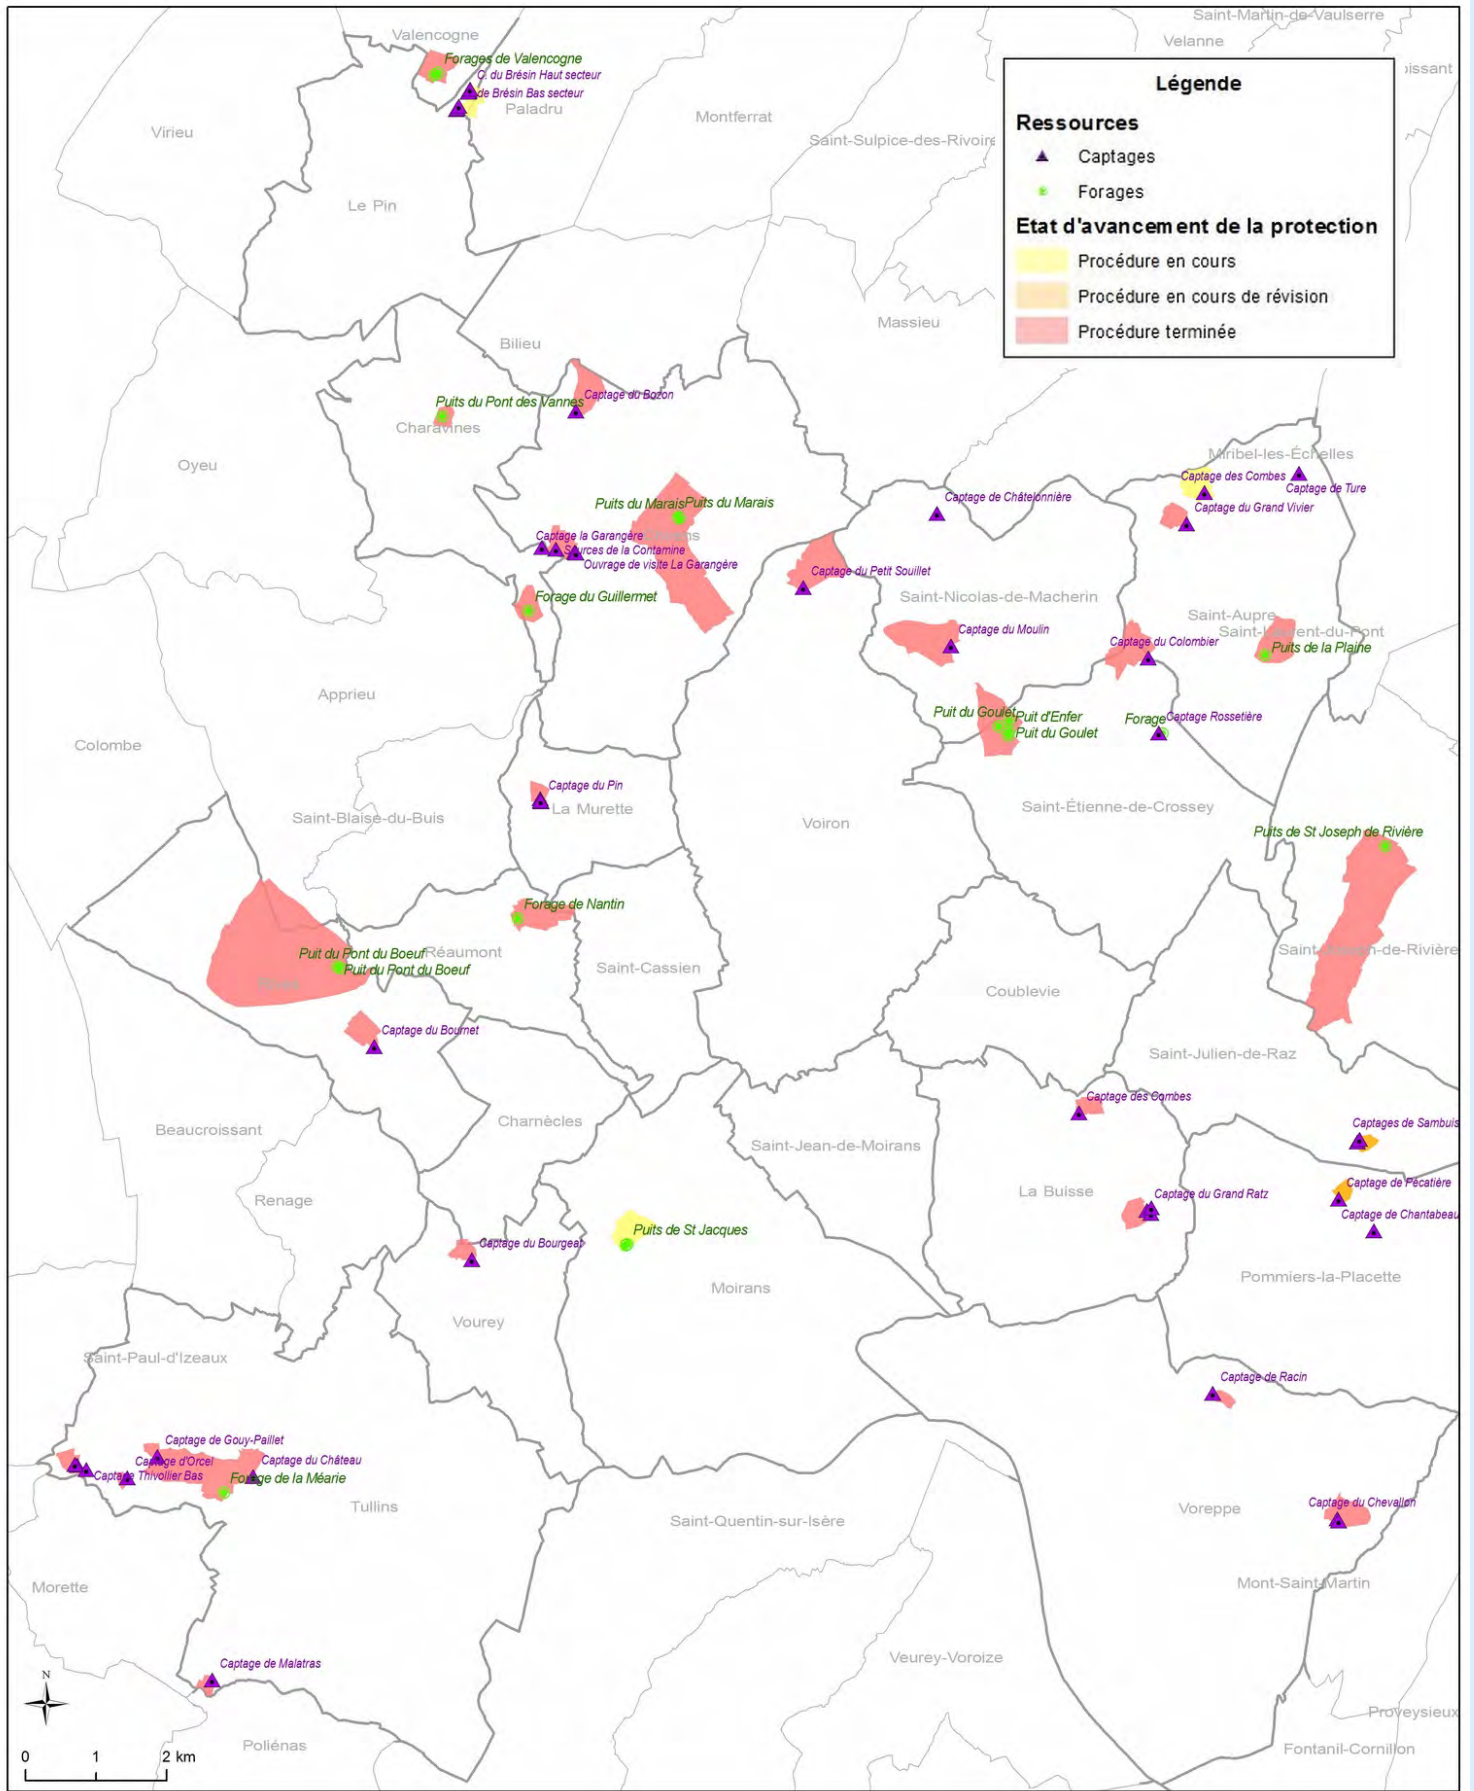 Saint-Martin-de-Vaulserre
Valencogne
Velanne
Forages de Valencogne
C. du Brésin Haut secteur
de Brésin Bas secteur
Paladru
Montferrat
Virieu
Saint-Sulpice-des-Rivoire
Le Pin
Légende
Ressources
Captages
Forages
Etat d'avancement de la protection
Procédure en cours
Procédure en cours de révision
Procédure terminée
Massieu
Bilieu
Captage du Bozon
Puits du Pont des Vannes
Charavines
Oyeu
Miribel-les-Échelles
Captage des Combes
Captage de Ture
Captage du Grand Vivier
Captage de Châtelonnière
Puits du Marais
Puits du Marais
Captage la Garangère
Sources de la Contamine
Ouvrage de visite La Garangère
Captage du Petit Souillet
Forage du Guillermet
Saint-Nicolas-de-Macherin
Saint-Aupre
Saint-Laurent-du-Pont
Captage du Moulin
Captage du Colombier
Puits de la Plaine
Apprieu
Puit du Goulet
Puit d'Enfer
Puit du Goulet
Forage
Captage Rossetière
Colombe
Captage du Pin
La Murette
Saint-Étienne-de-Crossey
Saint-Blaise-du-Buis
Voiron
Puits de St Joseph de Rivière
Forage de Nantin
Puit du Pont du Boeuf
Puit du Pont du Boeuf
Réaumont
Saint-Cassien
Saint-Joseph-de-Rivière
Rives
Coublevie
Captage du Bournet
Saint-Julien-de-Raz
Captage des Combes
Charnècles
Beaucroissant
Saint-Jean-de-Moirans
Captages de Sambuis
La Buisse
Captage de Pécatière
Captage du Grand Ratz
Renage
Captage de Chantabeau
Puits de St Jacques
Captage du Bourgeat
Moirans
Pommiers-la-Placette
Vourey
Saint-Paul-d'Izeaux
Captage de Racin
Captage de Gouy-Paillet
Captage d'Orcel
Captage du Château
Captage Thivollier Bas
Forage de la Méarie
Tullins
Captage du Chevallon
Voreppe
Saint-Quentin-sur-Isère
Morette
Mont-Saint-Martin
Captage de Malatras
Veurey-Voroize
N
Proveysieux
Poliénas
Fontanil-Cornillon
0 1 2 km